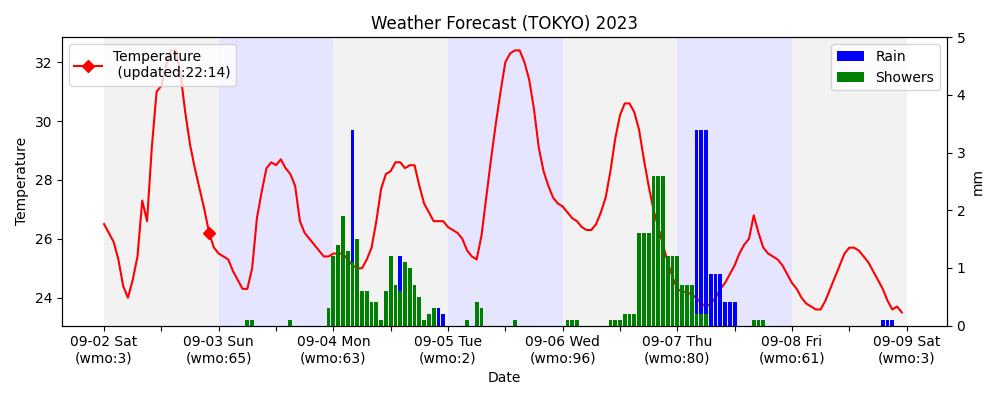 Weather Forecast (TOKYO) 2023
Temperature
(updated:22:14)
Rain
Showers
Temperature
32
30
28
26
24
5
4
3
2
1
0
mm
09-02 Sat
(wmo:3)
09-03 Sun
(wmo:65)
09-04 Mon
(wmo:63)
09-05 Tue
(wmo:2)
09-06 Wed
(wmo:96)
09-07 Thu
(wmo:80)
09-08 Fri
(wmo:61)
09-09 Sat
(wmo:3)
Date